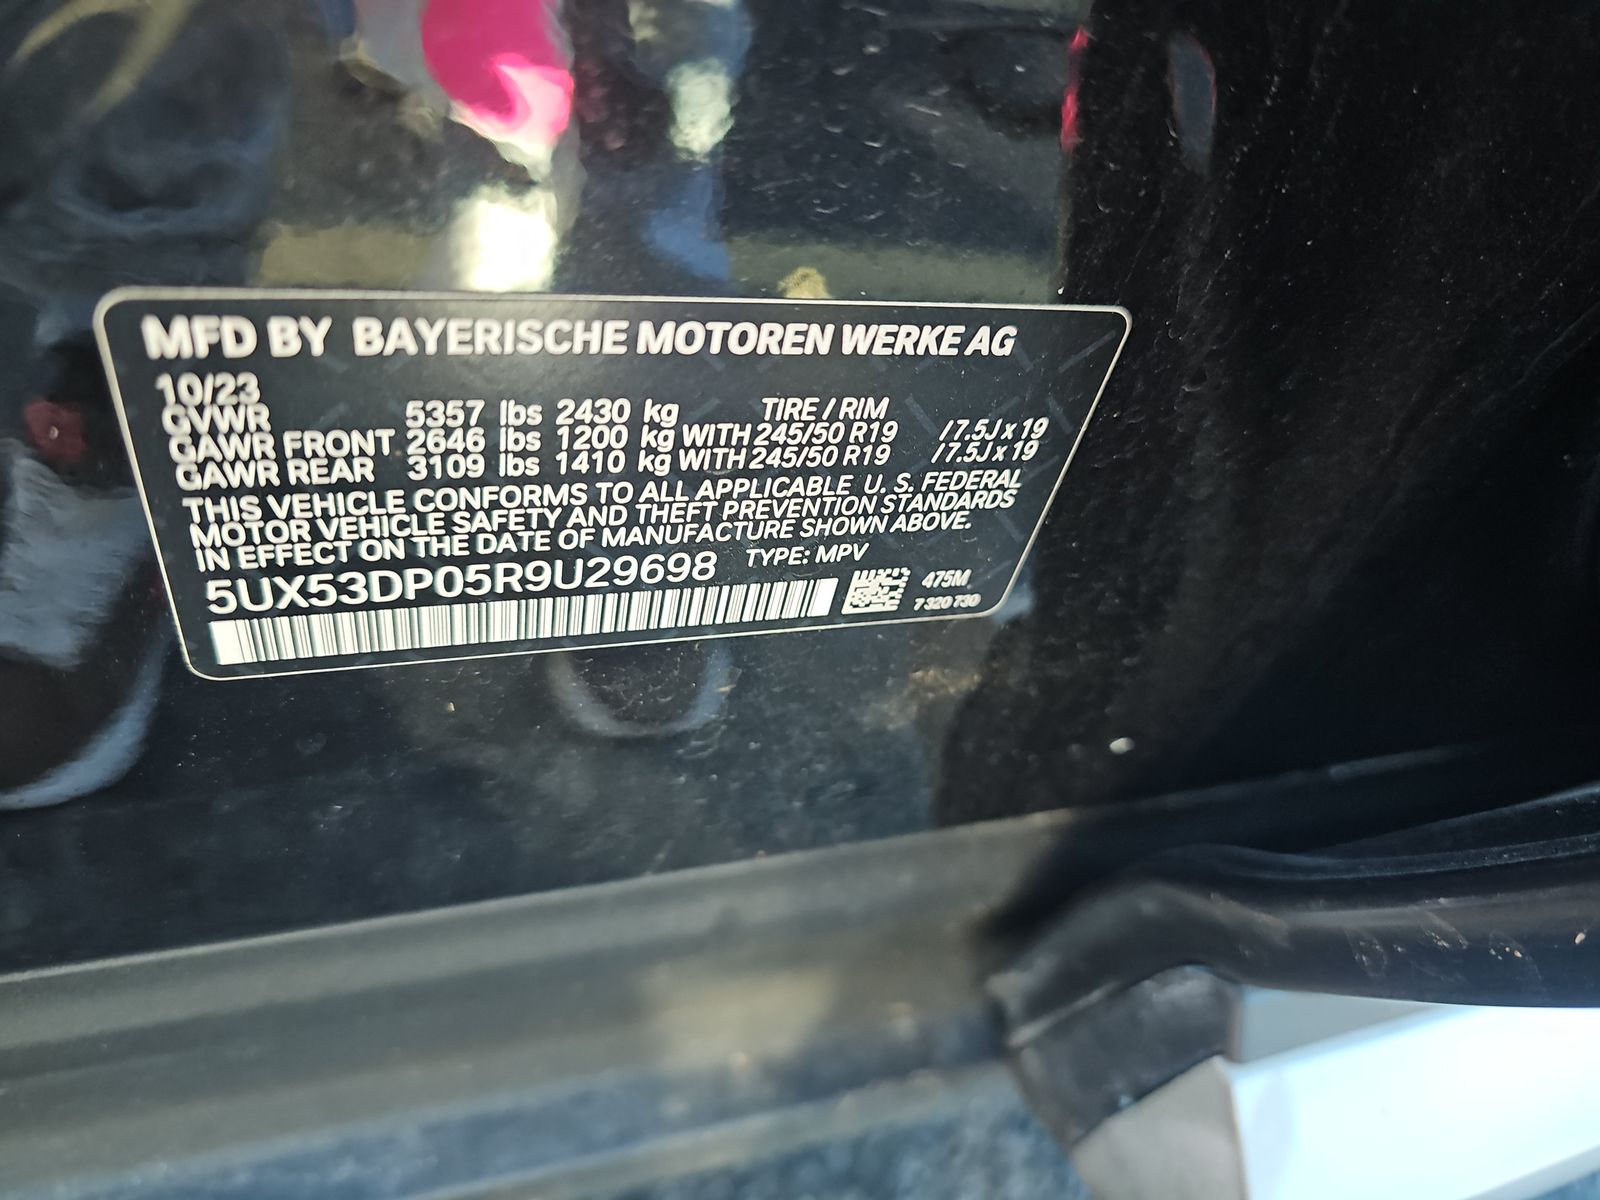 MFD BY BAYERISCHE MOTOREN WERKE AG
10/23
GVWR 5357 lbs 2430 kg TIRE / RIM
GAWR FRONT 2646 lbs 1200 kg WITH 245/50 R19 / 7.5J x 19
GAWR REAR 3109 lbs 1410 kg WITH 245/50 R19 / 7.5J x 19
THIS VEHICLE CONFORMS TO ALL APPLICABLE U. S. FEDERAL
MOTOR VEHICLE SAFETY AND THEFT PREVENTION STANDARDS
IN EFFECT ON THE DATE OF MANUFACTURE SHOWN ABOVE.
5UX53DP05R9U29698 TYPE: MPV
475M
7 320 730